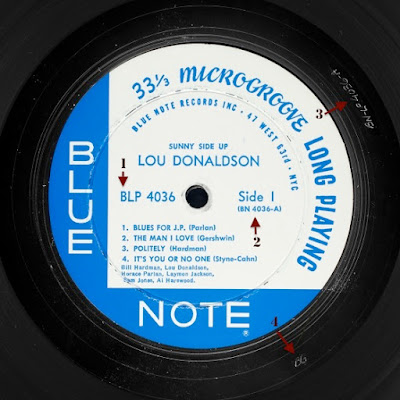 33⅓ MICROGROOVE LONG PLAYING
BLUE NOTE RECORDS INC · 47 WEST 63rd · NYC
SUNNY SIDE UP
LOU DONALDSON
1
3
BLP 4036
Side 1
(BN 4036-A)
2
1. BLUES FOR J.P. (Parlan)
2. THE MAN I LOVE (Gershwin)
3. POLITELY (Hardman)
4. IT'S YOU OR NO ONE (Styne-Cahn)
Bill Hardman, Lou Donaldson,
Horace Parlan, Laymon Jackson,
Sam Jones, Al Harewood.
BLUE
NOTE®
4